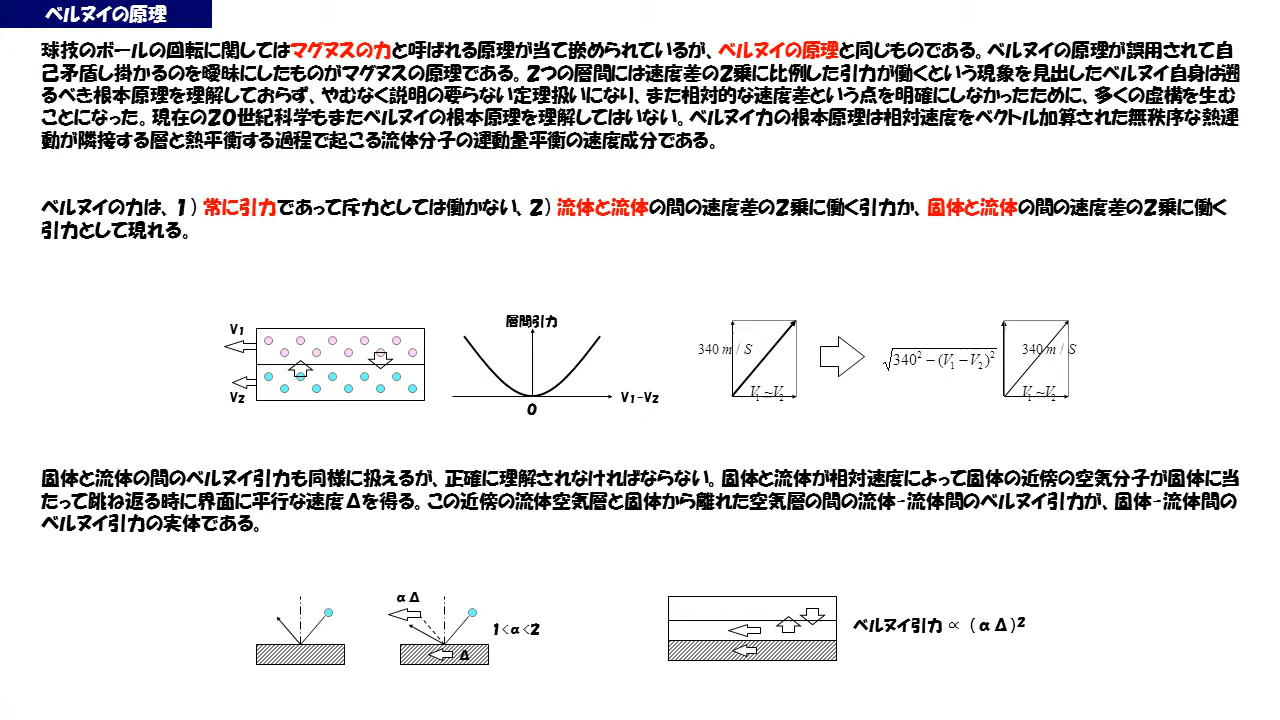 ベルヌイの原理
球技のボールの回転に関してはマグヌスの力と呼ばれる原理が当て嵌められているが、ベルヌイの原理と同じものである。ベルヌイの原理が誤用されて自
己矛盾し掛かるのを曖昧にしたものがマグヌスの原理である。2つの層間には速度差の2乗に比例した引力が働くという現象を見出したベルヌイ自身は遡
るべき根本原理を理解しておらず、やむなく説明の要らない定理扱いになり、また相対的な速度差という点を明確にしなかったために、多くの虚構を生む
ことになった。現在の20世紀科学もまたベルヌイの根本原理を理解してはいない。ベルヌイ力の根本原理は相対速度をベクトル加算された無秩序な熱運
動が隣接する層と熱平衡する過程で起こる流体分子の運動量平衡の速度成分である。
ベルヌイの力は、1)常に引力であって斥力としては働かない、2)流体と流体の間の速度差の2乗に働く引力か、固体と流体の間の速度差の2乗に働く
引力として現れる。
V1
V2
層間引力
0
V1-V2
340 m / S
V₁ ~V₂
√340² − (V₁ − V₂)²
340 m / S
V₁ ~V₂
固体と流体の間のベルヌイ引力も同様に扱えるが、正確に理解されなければならない。固体と流体が相対速度によって固体の近傍の空気分子が固体に当
たって跳ね返る時に界面に平行な速度Δを得る。この近傍の流体空気層と固体から離れた空気層の間の流体-流体間のベルヌイ引力が、固体-流体間の
ベルヌイ引力の実体である。
αΔ
1<α<2
Δ
ベルヌイ引力 ∝ (αΔ)²